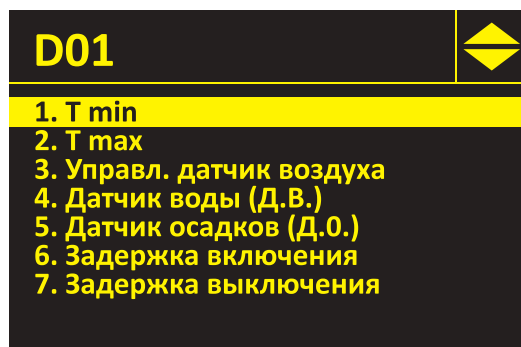 D01
1. T min
2. T max
3. Управл. датчик воздуха
4. Датчик воды (Д.В.)
5. Датчик осадков (Д.0.)
6. Задержка включения
7. Задержка выключения